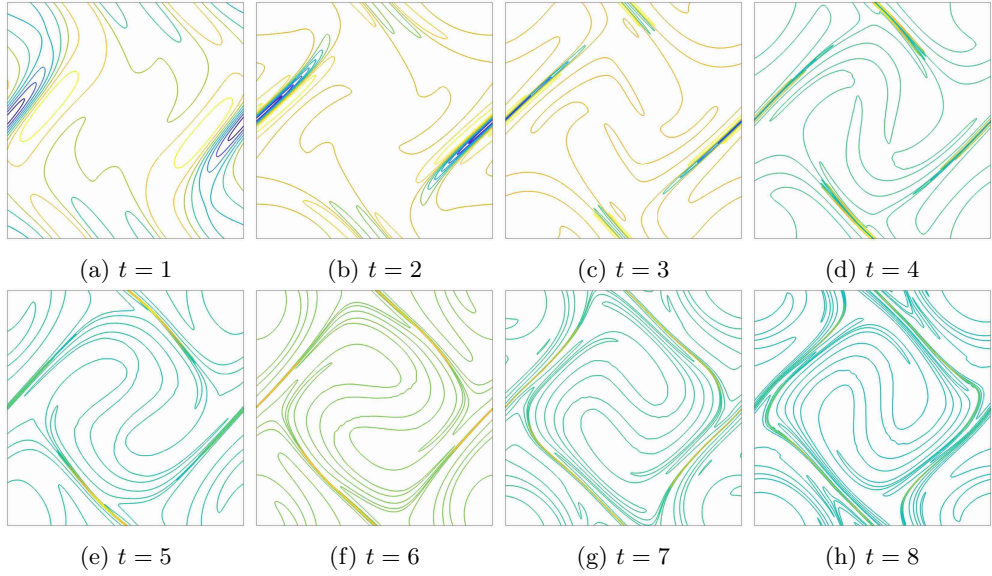 (a) t = 1 (b) t = 2 (c) t = 3 (d) t = 4
(e) t = 5 (f) t = 6 (g) t = 7 (h) t = 8